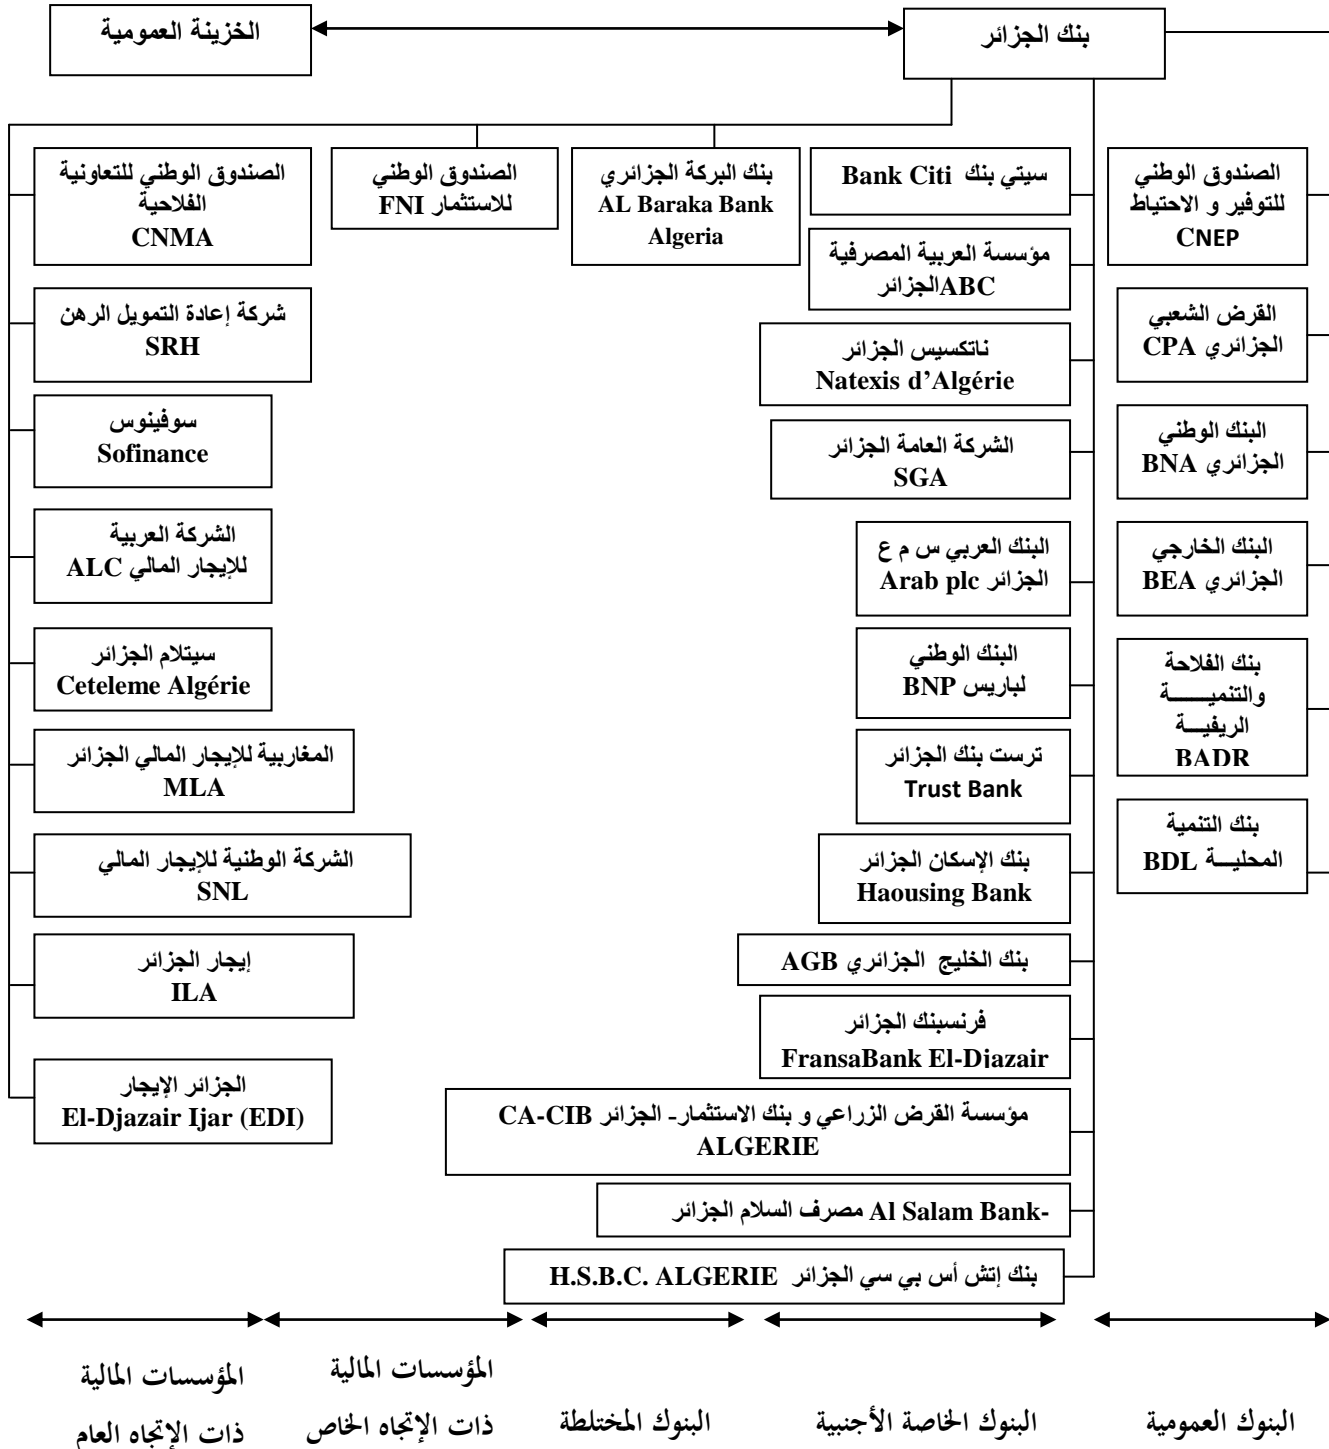 بنك الجزائر
الخزينة العمومية
الصندوق الوطني
للتوفير و الاحتياط
CNEP
القرض الشعبي
الجزائري CPA
البنك الوطني
الجزائري BNA
البنك الخارجي
الجزائري BEA
بنك الفلاحة
والتنميـــــــة
الريفيـــة
BADR
بنك التنمية
المحليـــة BDL
سيتي بنك Bank Citi
مؤسسة العربية المصرفية
ABCالجزائر
ناتكسيس الجزائر
Natexis d’Algérie
الشركة العامة الجزائر
SGA
البنك العربي س م ع
الجزائر Arab plc
البنك الوطني
لباريس BNP
ترست بنك الجزائر
Trust Bank
بنك الإسكان الجزائر
Haousing Bank
بنك الخليج الجزائري AGB
فرنسبنك الجزائر
FransaBank El-Djazair
مؤسسة القرض الزراعي و بنك الاستثمار- الجزائر CA-CIB
ALGERIE
Al Salam Bank- مصرف السلام الجزائر
بنك إتش أس بي سي الجزائر H.S.B.C. ALGERIE
بنك البركة الجزائري
AL Baraka Bank
Algeria
الصندوق الوطني
للاستثمار FNI
الصندوق الوطني للتعاونية
الفلاحية
CNMA
شركة إعادة التمويل الرهن
SRH
سوفينوس
Sofinance
الشركة العربية
للإيجار المالي ALC
سيتلام الجزائر
Ceteleme Algérie
المغاربية للإيجار المالي الجزائر
MLA
الشركة الوطنية للإيجار المالي
SNL
إيجار الجزائر
ILA
الجزائر الإيجار
El-Djazair Ijar (EDI)
البنوك العمومية
البنوك الخاصة الأجنبية
البنوك المختلطة
المؤسسات المالية
ذات الإتجاه الخاص
المؤسسات المالية
ذات الإتجاه العام